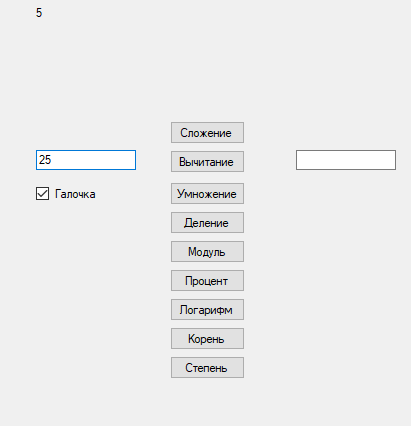 5
Сложение
25
Вычитание
Галочка
Умножение
Деление
Модуль
Процент
Логарифм
Корень
Степень